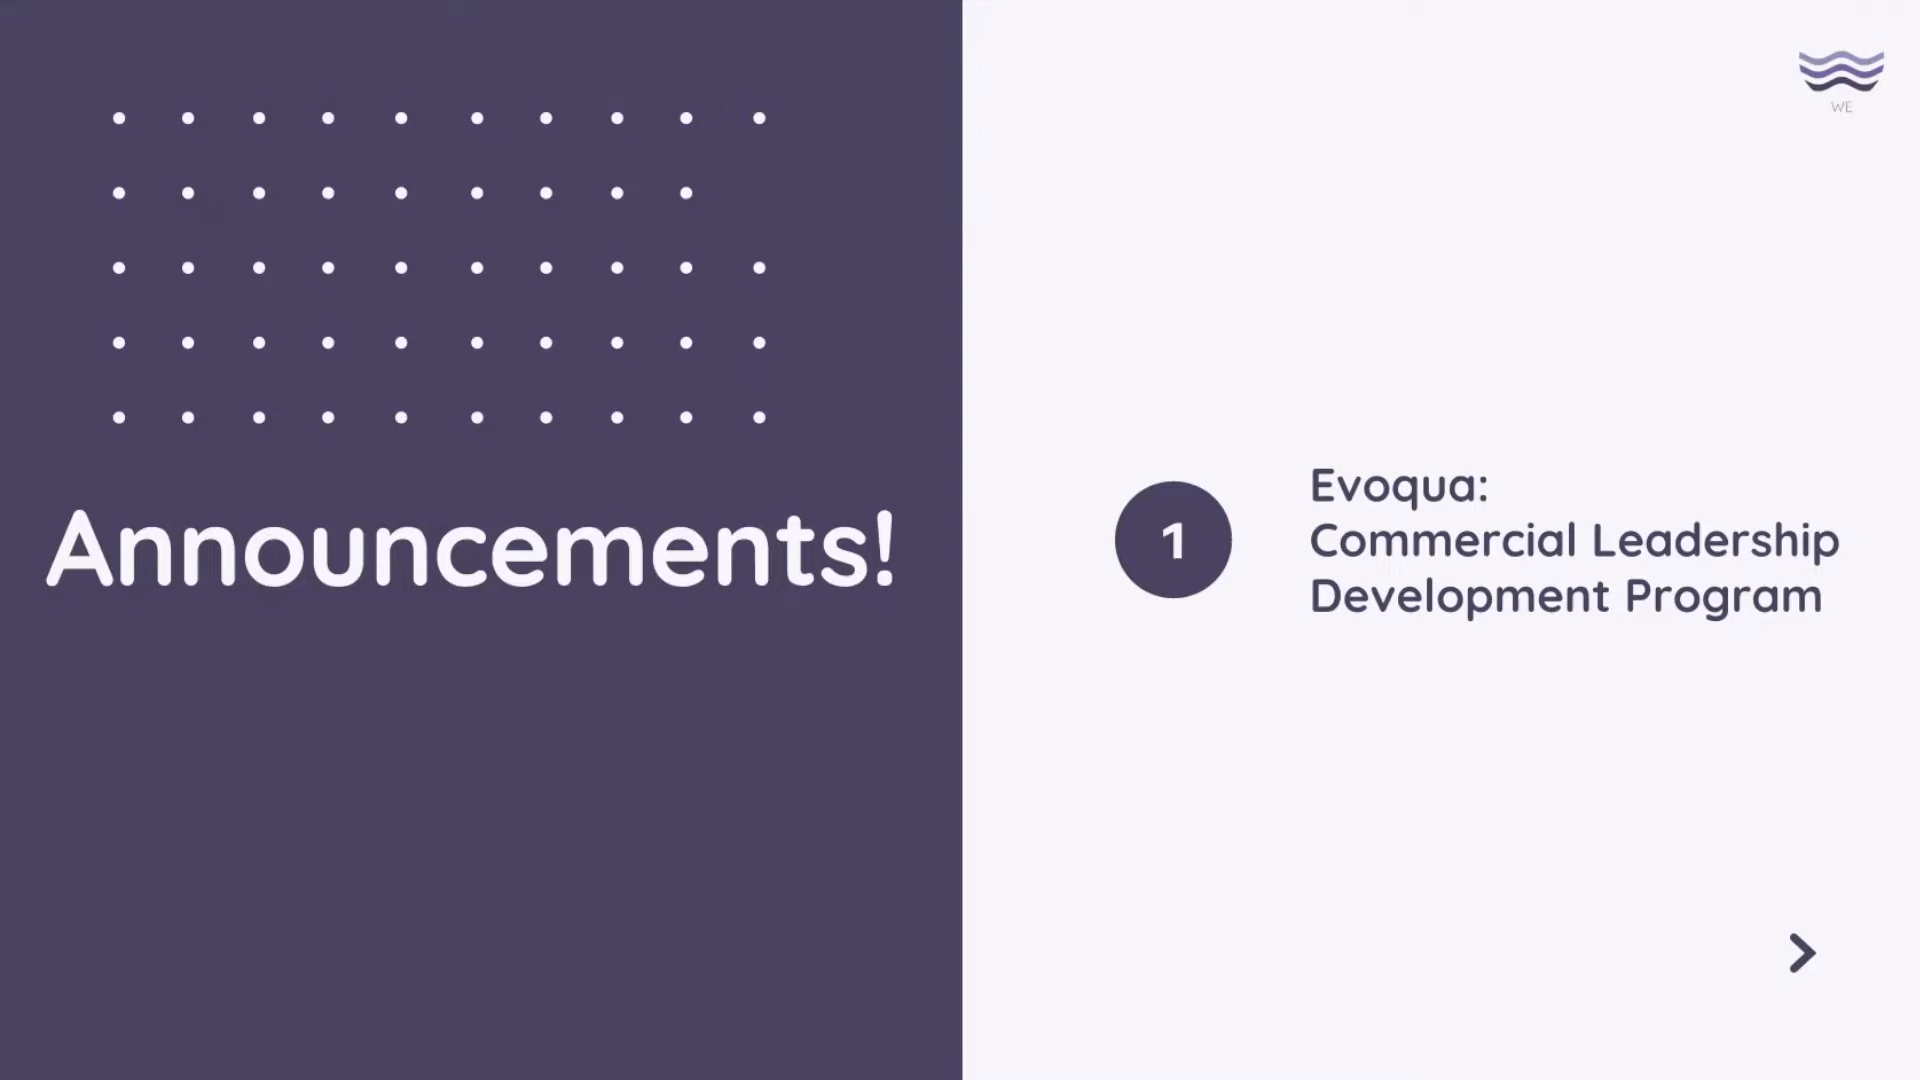 WE
Announcements!
1
Evoqua:
Commercial Leadership
Development Program